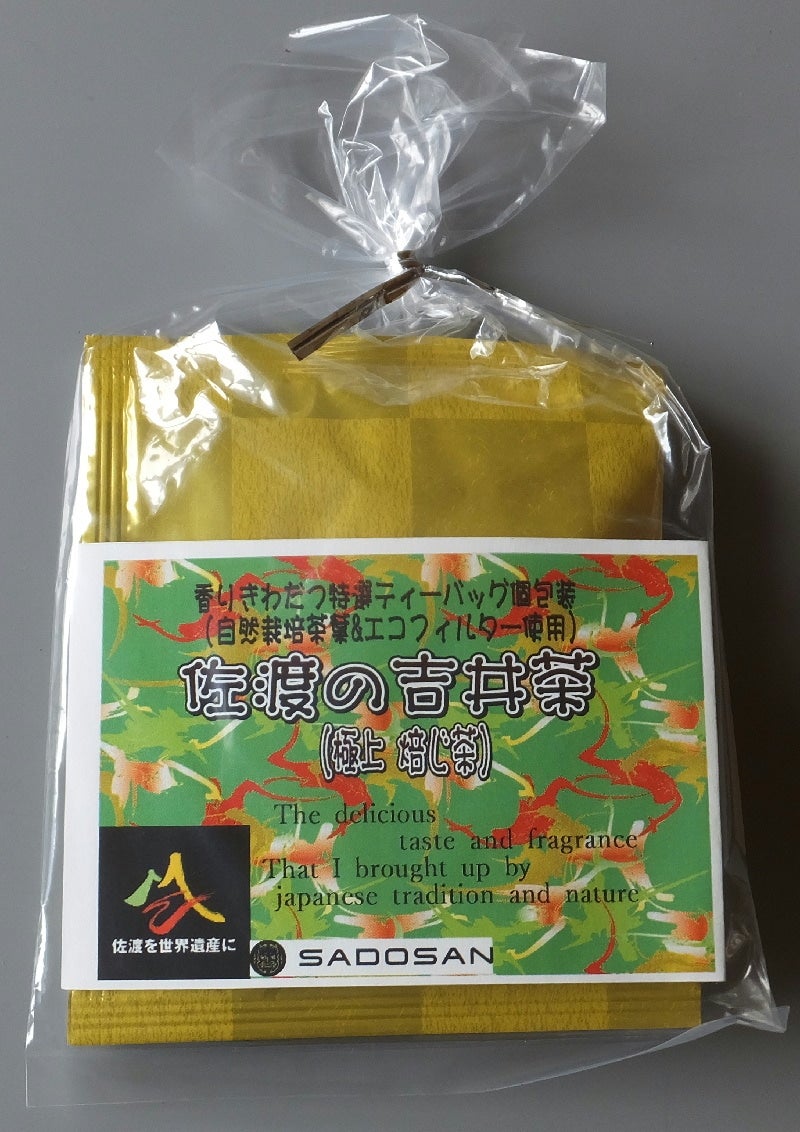 香りきわだつ特選ティーバッグ個包装
(自然栽培茶葉&エコフィルター使用)
佐渡の吉井茶
(極上 焙じ茶)
The delicious
taste and fragrance
That I brought up by
japanese tradition and nature
佐渡を世界遺産に
SADOSAN